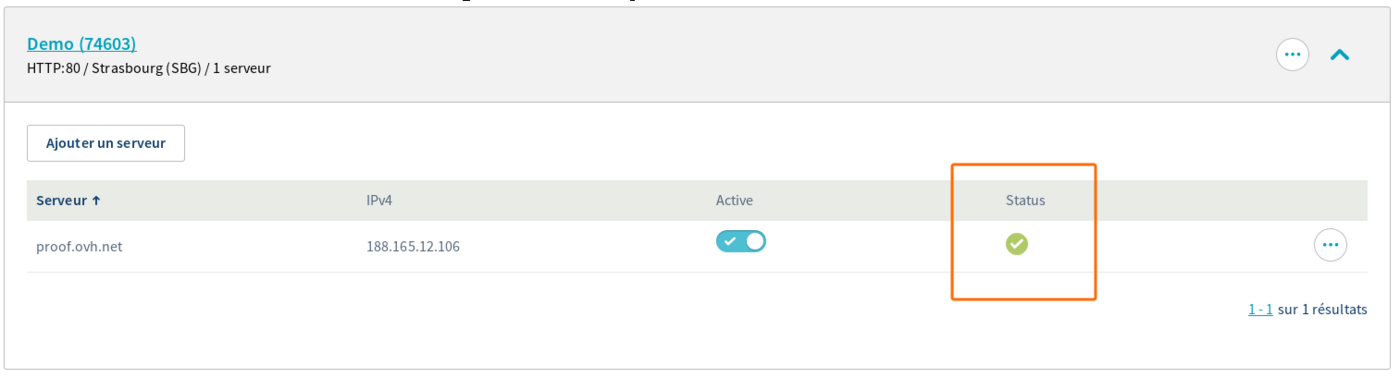 Demo (74603)
HTTP:80 / Strasbourg (SBG) / 1 serveur
Ajouter un serveur
Serveur ↑ IPv4 Active Status
proof.ovh.net 188.165.12.106
1 - 1 sur 1 résultats